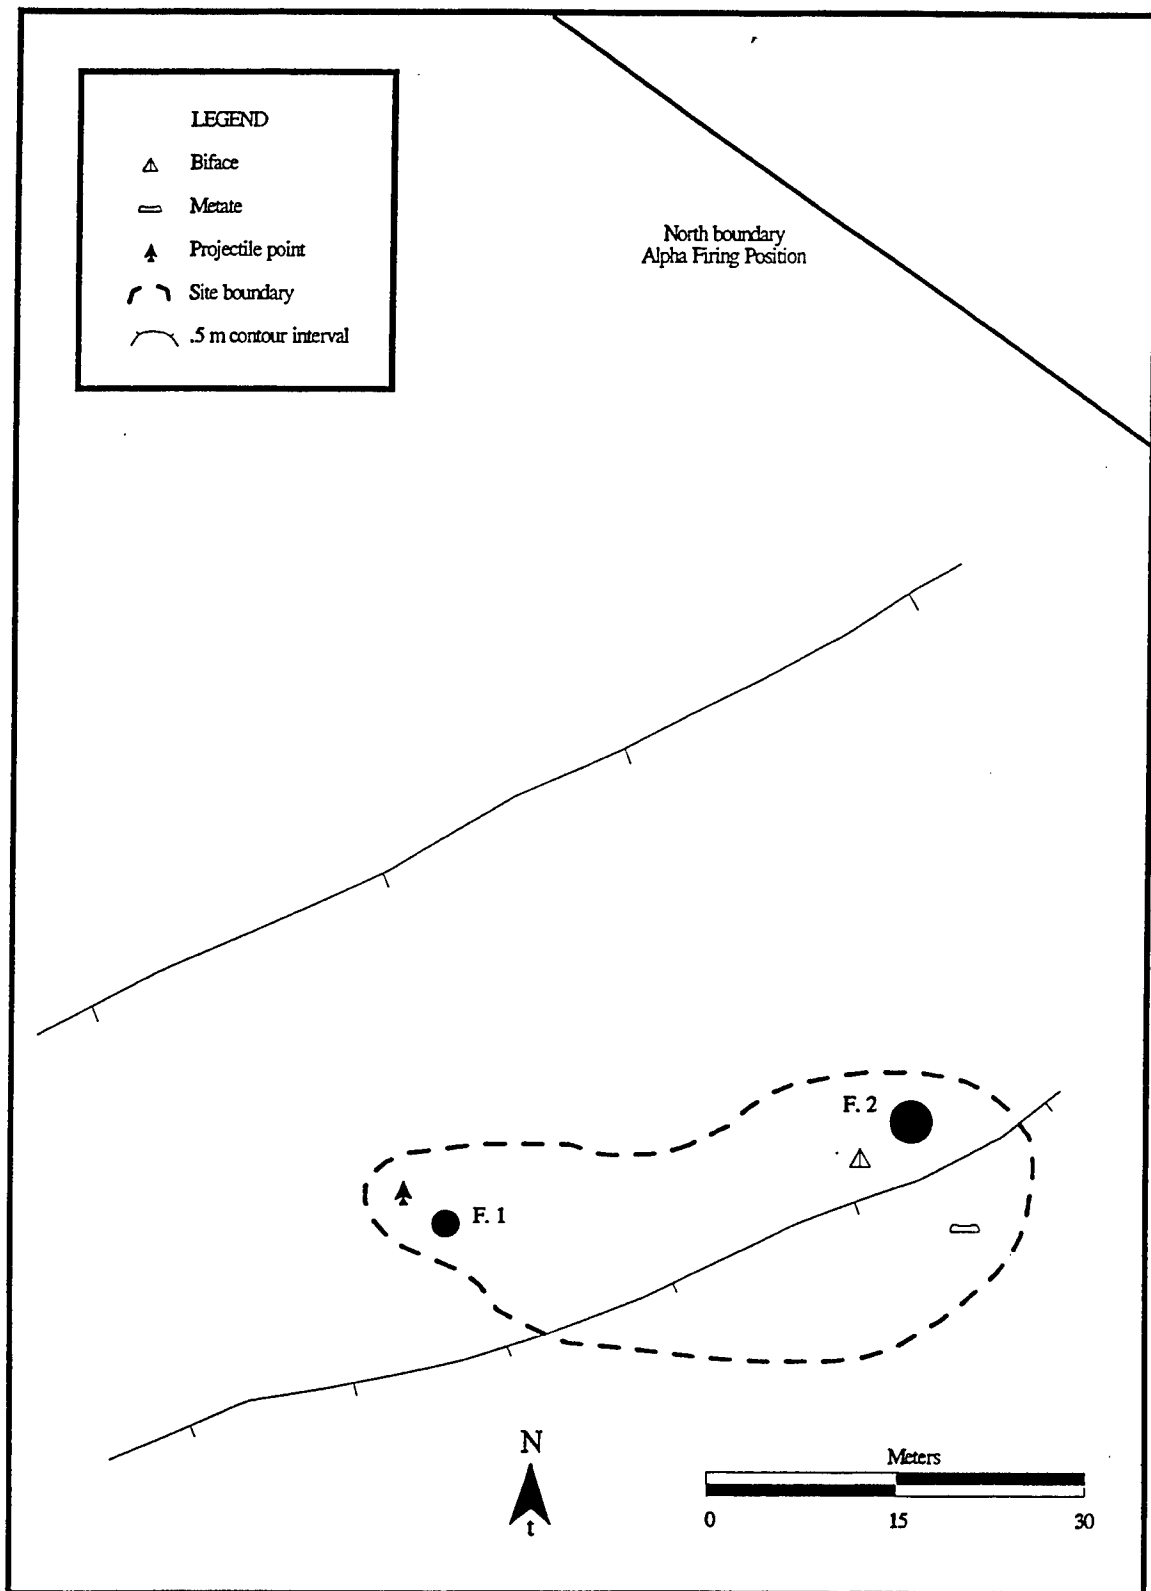 LEGEND
Biface
Metate
Projectile point
Site boundary
.5 m contour interval
North boundary
Alpha Firing Position
F. 2
F. 1
N
t
Meters
0 15 30